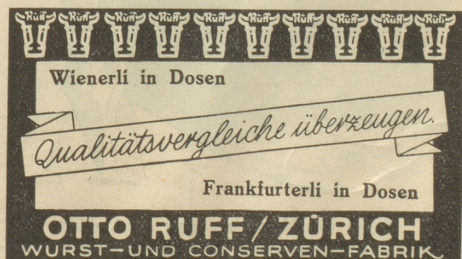 Ruff Ruff Ruff Ruff Ruff Ruff Ruff Ruff Ruff Ruff
Wienerli in Dosen
Qualitätsvergleiche überzeugen.
Frankfurterli in Dosen
OTTO RUFF/ZÜRICH
WURST-UND CONSERVEN-FABRIK